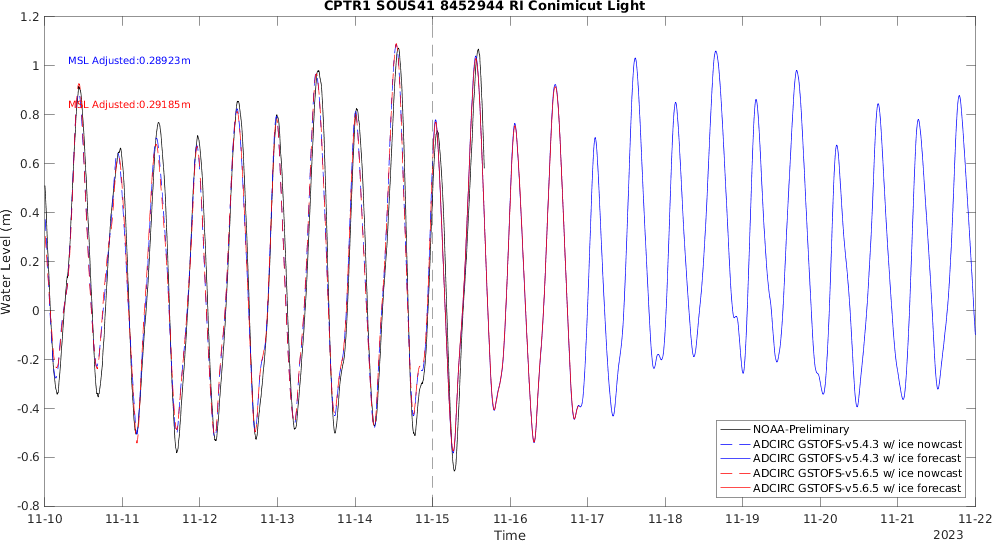 CPTR1 SOUS41 8452944 RI Conimicut Light
1.2
1
0.8
0.6
0.4
0.2
0
-0.2
-0.4
-0.6
-0.8
Water Level (m)
MSL Adjusted:0.28923m
MSL Adjusted:0.29185m
NOAA-Preliminary
ADCIRC GSTOFS-v5.4.3 w/ ice nowcast
ADCIRC GSTOFS-v5.4.3 w/ ice forecast
ADCIRC GSTOFS-v5.6.5 w/ ice nowcast
ADCIRC GSTOFS-v5.6.5 w/ ice forecast
11-10 11-11 11-12 11-13 11-14 11-15 11-16 11-17 11-18 11-19 11-20 11-21 11-22
Time
2023